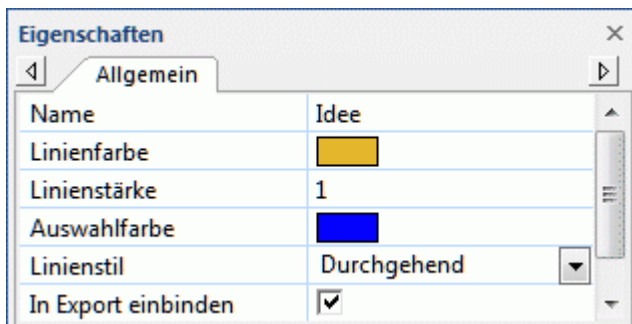 Eigenschaften
Allgemein
Name Idee
Linienfarbe
Linienstärke 1
Auswahlfarbe
Linienstil Durchgehend
In Export einbinden